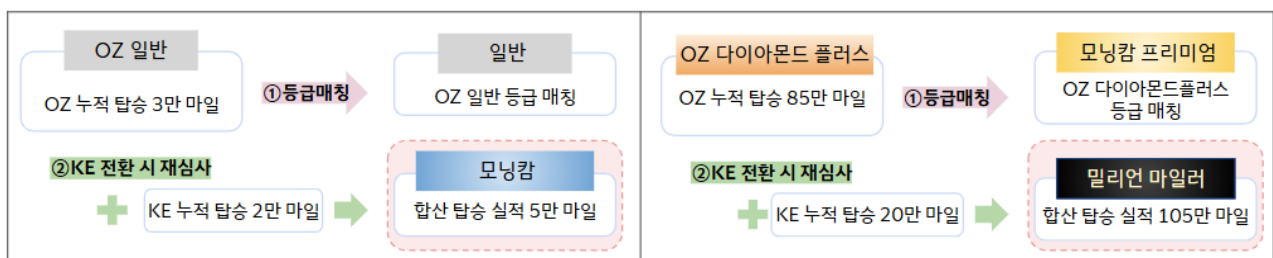 OZ 일반
OZ 누적 탑승 3만 마일
①등급매칭
일반
OZ 일반 등급 매칭
②KE 전환 시 재심사
KE 누적 탑승 2만 마일
모닝캄
합산 탑승 실적 5만 마일
OZ 다이아몬드 플러스
OZ 누적 탑승 85만 마일
①등급매칭
모닝캄 프리미엄
OZ 다이아몬드플러스
등급 매칭
②KE 전환 시 재심사
KE 누적 탑승 20만 마일
밀리언 마일러
합산 탑승 실적 105만 마일